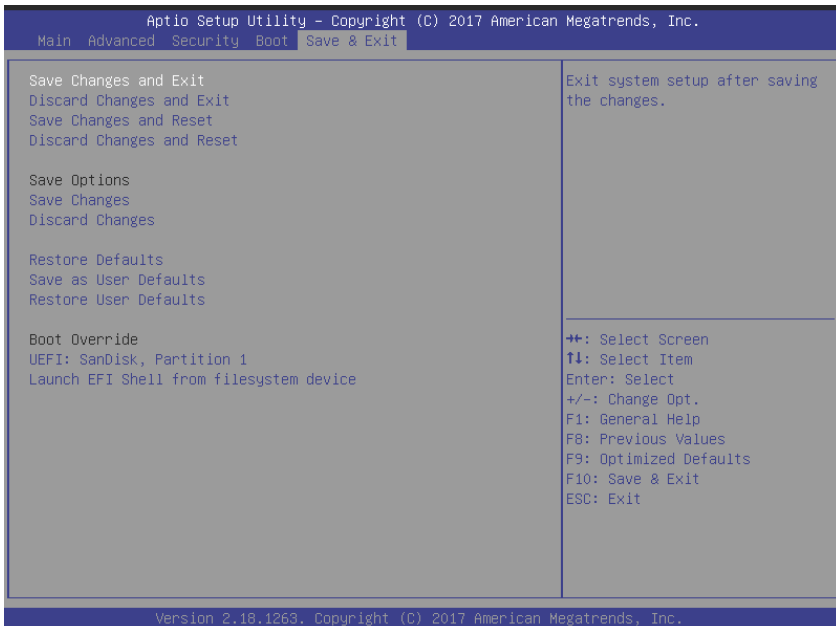 Aptio Setup Utility – Copyright (C) 2017 American Megatrends, Inc.
Main Advanced Security Boot Save & Exit
Save Changes and Exit
Discard Changes and Exit
Save Changes and Reset
Discard Changes and Reset
Save Options
Save Changes
Discard Changes
Restore Defaults
Save as User Defaults
Restore User Defaults
Boot Override
UEFI: SanDisk, Partition 1
Launch EFI Shell from filesystem device
Exit system setup after saving
the changes.
→←: Select Screen
↑↓: Select Item
Enter: Select
+/-: Change Opt.
F1: General Help
F8: Previous Values
F9: Optimized Defaults
F10: Save & Exit
ESC: Exit
Version 2.18.1263. Copyright (C) 2017 American Megatrends, Inc.